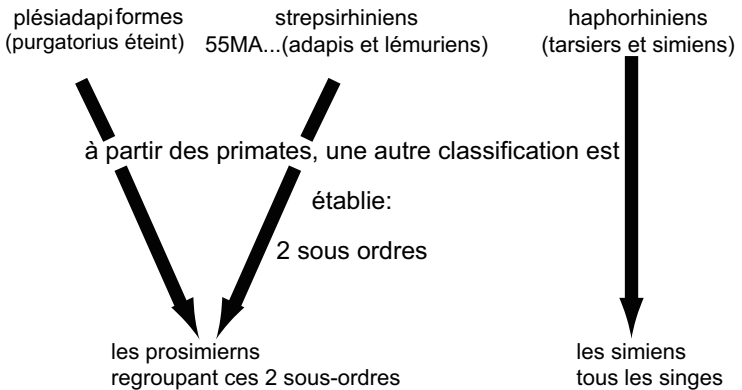 plésiadapiformes
(purgatorius éteint)
strepsirhiniens
55MA...(adapis et lémuriens)
haphorhiniens
(tarsiers et simiens)
à partir des primates, une autre classification est
établie:
2 sous ordres
les prosimierns
regroupant ces 2 sous-ordres
les simiens
tous les singes